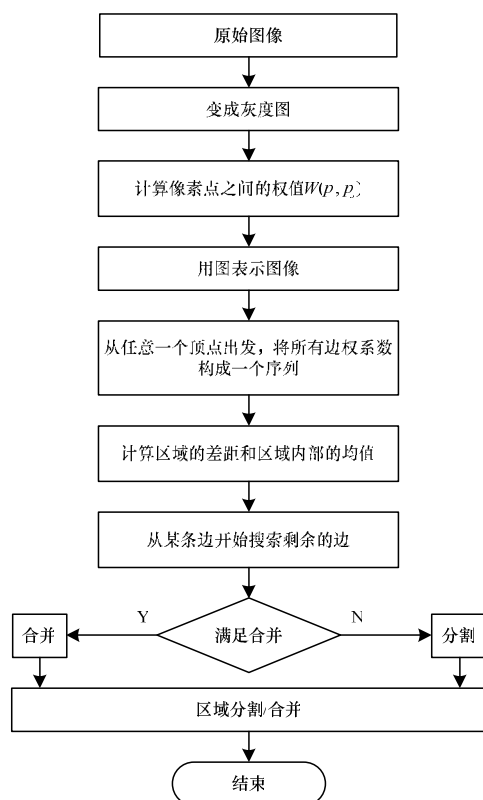 原始图像
变成灰度图
计算像素点之间的权值W(p, p₀)
用图表示图像
从任意一个顶点出发，将所有边权系数
构成一个序列
计算区域的差距和区域内部的均值
从某条边开始搜索剩余的边
Y
N
合并
满足合并
分割
区域分割/合并
结束